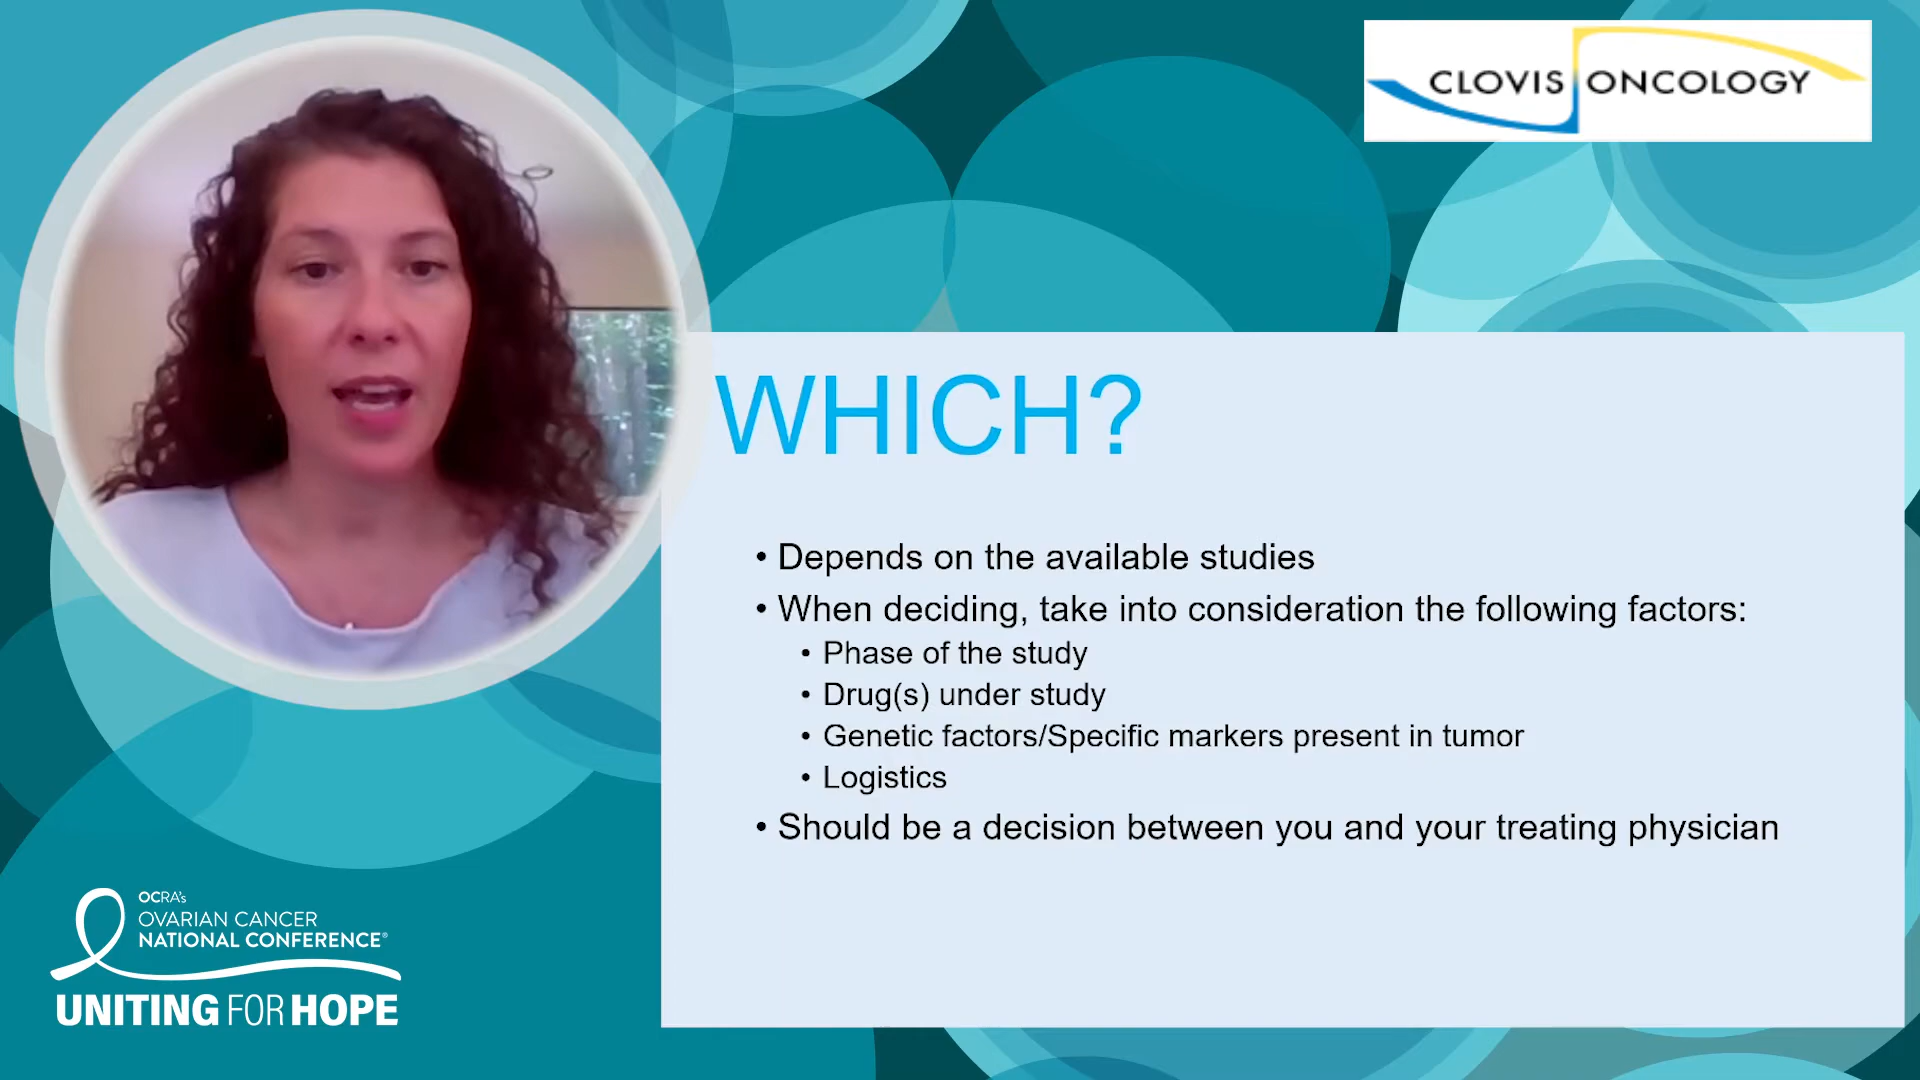 CLOVIS ONCOLOGY
WHICH?
• Depends on the available studies
• When deciding, take into consideration the following factors:
• Phase of the study
• Drug(s) under study
• Genetic factors/Specific markers present in tumor
• Logistics
• Should be a decision between you and your treating physician
OCRA's
OVARIAN CANCER
NATIONAL CONFERENCE®
UNITING FOR HOPE